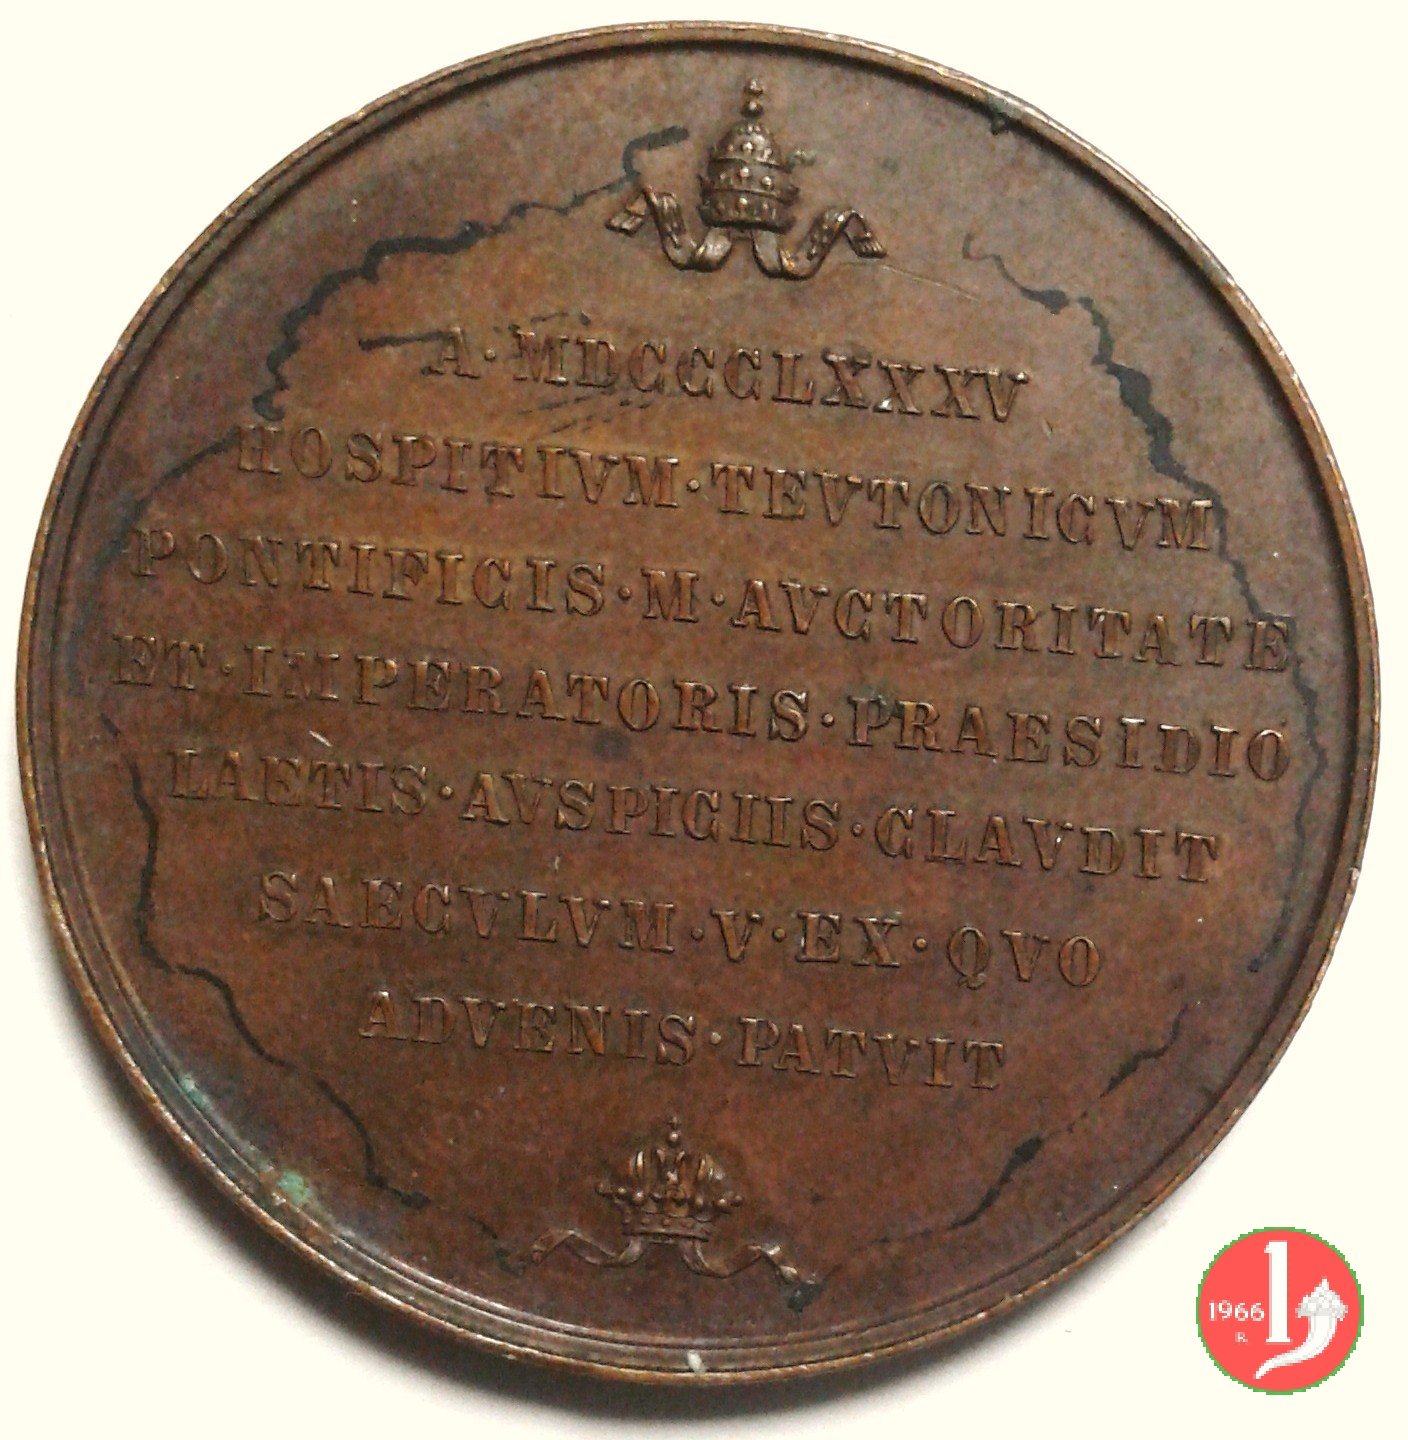 A·MDCCCLXXXV
HOSPITIVM·TEVTONICVM
PONTIFICIS·M·AVCTORITATE
ET·IMPERATORIS·PRAESIDIO
LAETIS·AVSPICIIS·CLAVDIT
SAECVLVM·V·EX·QVO
ADVENIS·PATVIT
1966
R